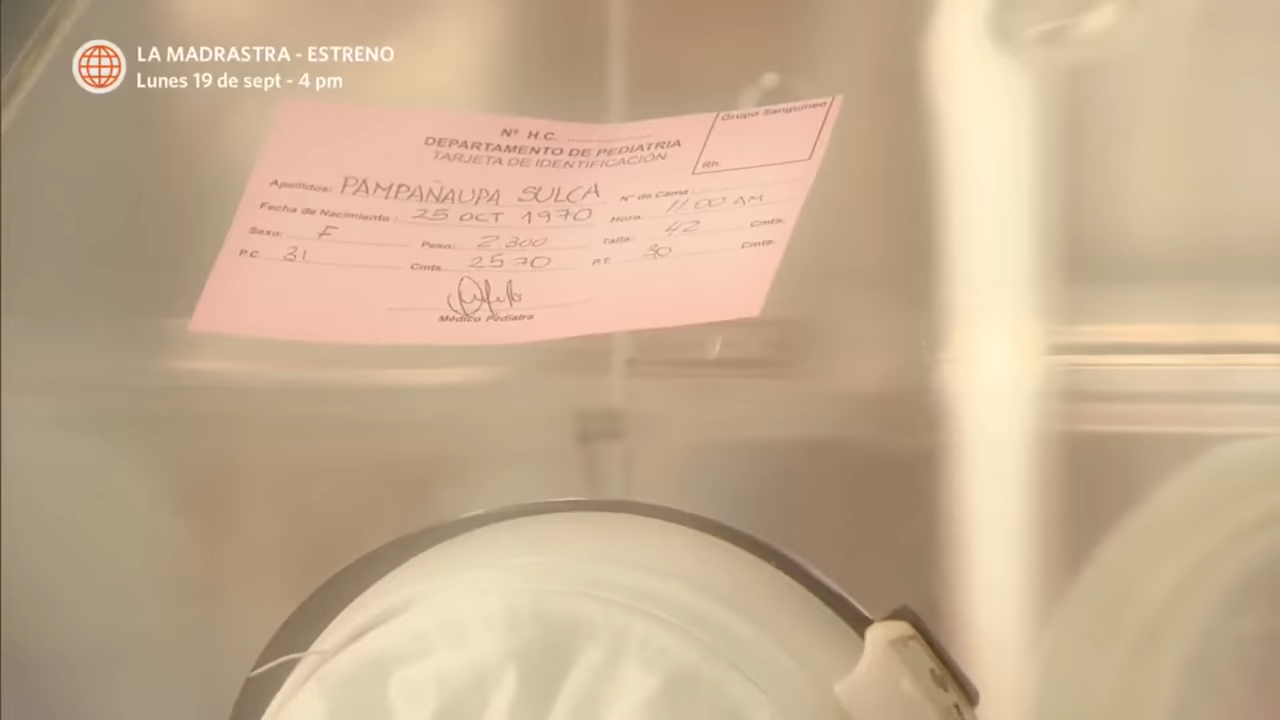 LA MADRASTRA - ESTRENO
Lunes 19 de sept - 4 pm
Grupo Sanguíneo
Nº H.C.
DEPARTAMENTO DE PEDIATRIA
TARJETA DE IDENTIFICACIÓN
Rh.
Apellidos: PAMPAÑAUPA SULCA Nº de Cama:
Fecha de Nacimiento: 25 OCT 1970 Hora: 11:00 AM
Sexo: F Peso: 2.300 Talla: 42 Cmts.
P.C. 31 Cmts. 2570 P.T. 30 Cmts.
Médico Pediatra